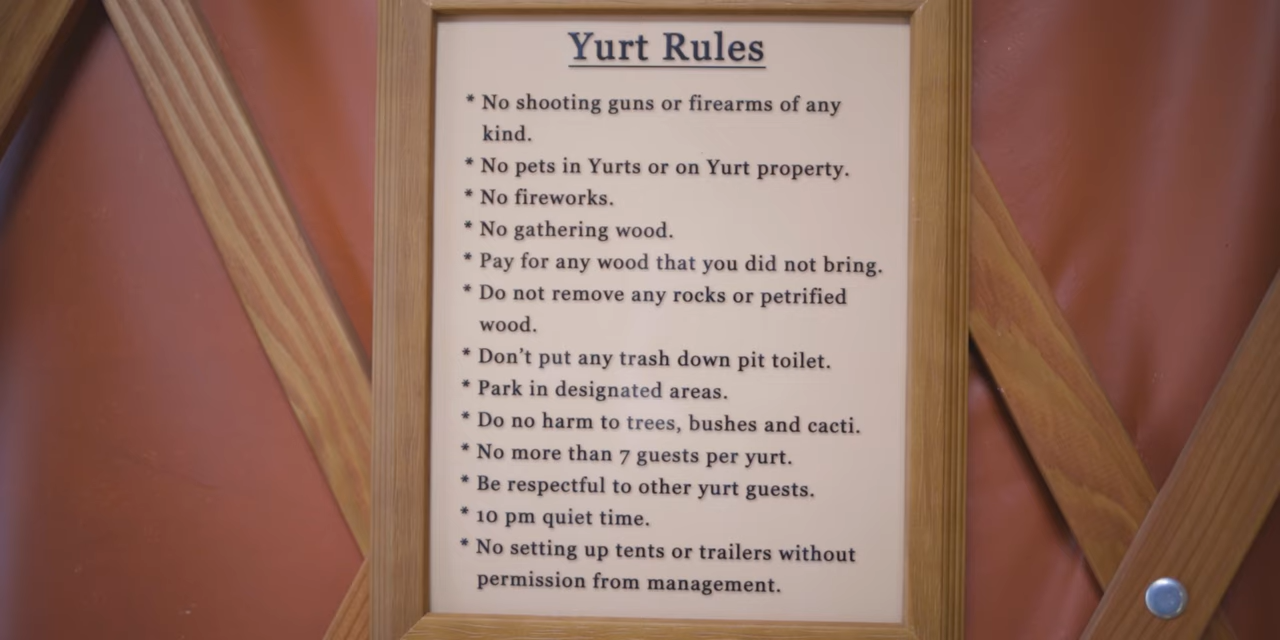 Yurt Rules
* No shooting guns or firearms of any
kind.
* No pets in Yurts or on Yurt property.
* No fireworks.
* No gathering wood.
* Pay for any wood that you did not bring.
* Do not remove any rocks or petrified
wood.
* Don’t put any trash down pit toilet.
* Park in designated areas.
* Do no harm to trees, bushes and cacti.
* No more than 7 guests per yurt.
* Be respectful to other yurt guests.
* 10 pm quiet time.
* No setting up tents or trailers without
permission from management.